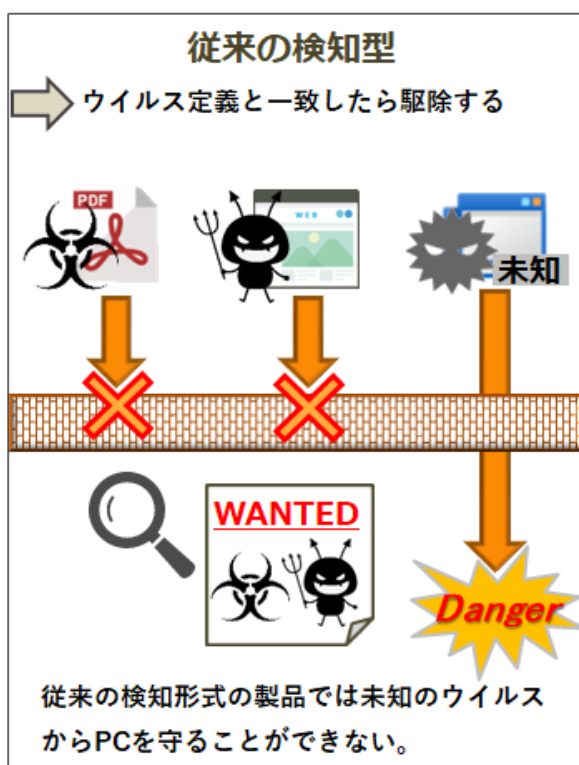 従来の検知型
ウイルス定義と一致したら駆除する
PDF
WEB
未知
WANTED
Danger
従来の検知形式の製品では未知のウイルス
からPCを守ることができない。